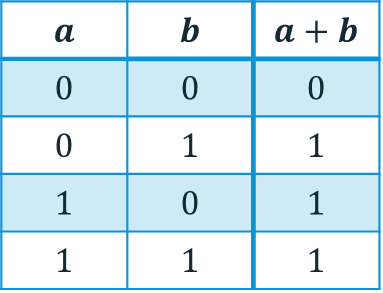 a b a + b
0 0 0
0 1 1
1 0 1
1 1 1